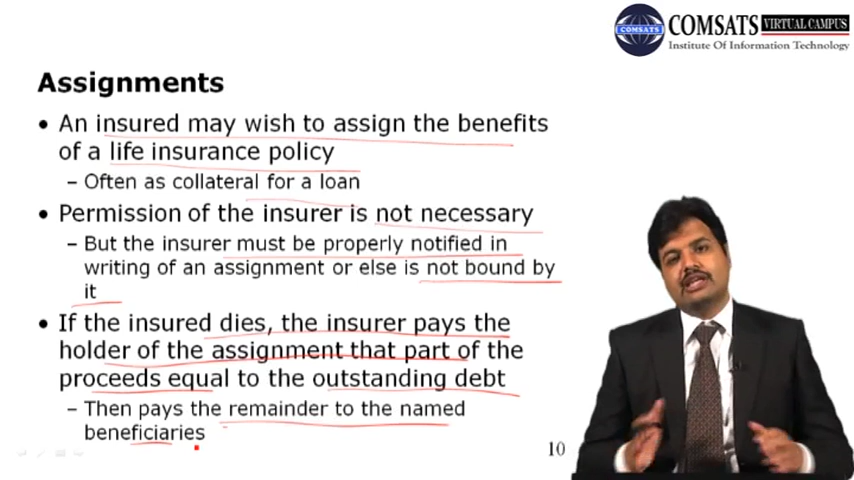 COMSATS
COMSATS VIRTUAL CAMPUS
Institute Of Information Technology
Assignments
• An insured may wish to assign the benefits
of a life insurance policy
– Often as collateral for a loan
• Permission of the insurer is not necessary
– But the insurer must be properly notified in
writing of an assignment or else is not bound by
it
• If the insured dies, the insurer pays the
holder of the assignment that part of the
proceeds equal to the outstanding debt
– Then pays the remainder to the named
beneficiaries
10